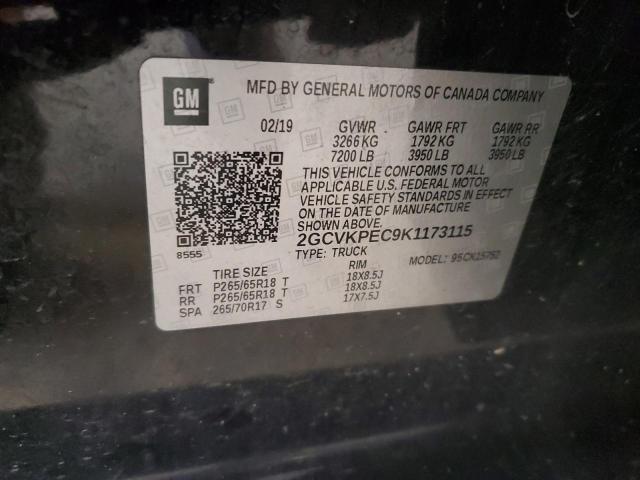 GM
MFD BY GENERAL MOTORS OF CANADA COMPANY
02/19 GVWR GAWR FRT GAWR RR
3266 KG 1792 KG 1792 KG
7200 LB 3950 LB 3950 LB
THIS VEHICLE CONFORMS TO ALL
APPLICABLE U.S. FEDERAL MOTOR
VEHICLE SAFETY STANDARDS IN EFFECT
ON THE DATE OF MANUFACTURE
SHOWN ABOVE.
8555 2GCVKPEC9K1173115
TYPE: TRUCK MODEL:
TIRE SIZE RIM
FRT P265/65R18 T 18X8.5J
RR P265/65R18 T 18X8.5J
SPA 265/70R17 S 17X7.5J